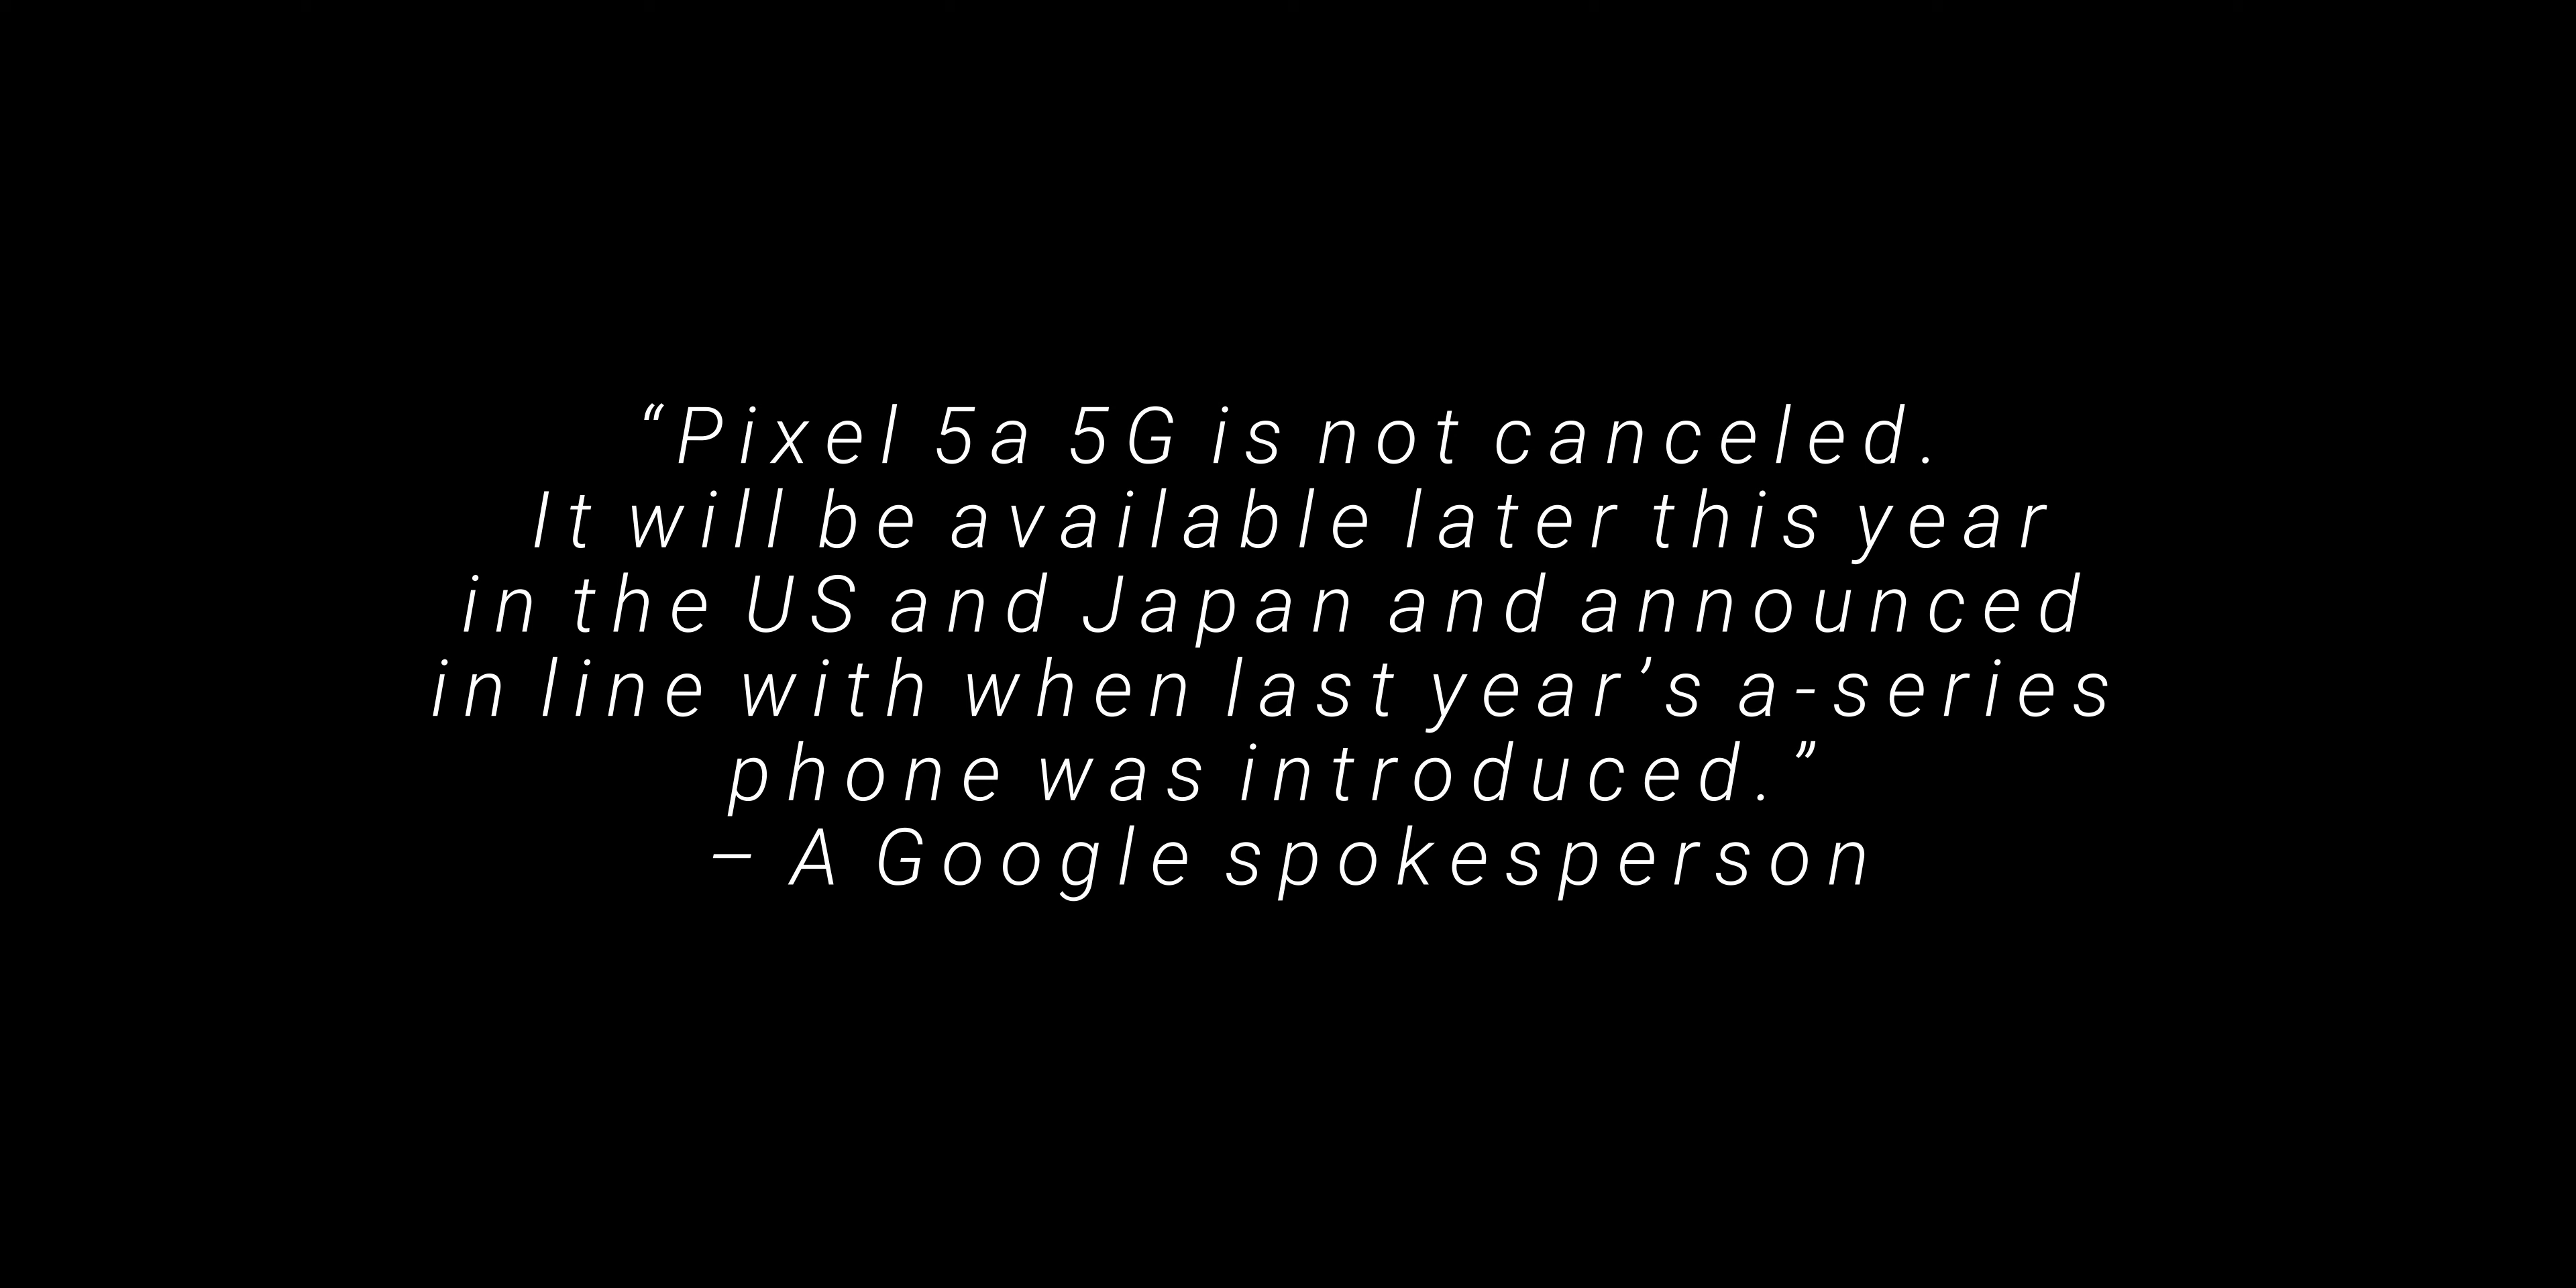 “Pixel 5a 5G is not canceled.
It will be available later this year
in the US and Japan and announced
in line with when last year’s a-series
phone was introduced.”
– A Google spokesperson